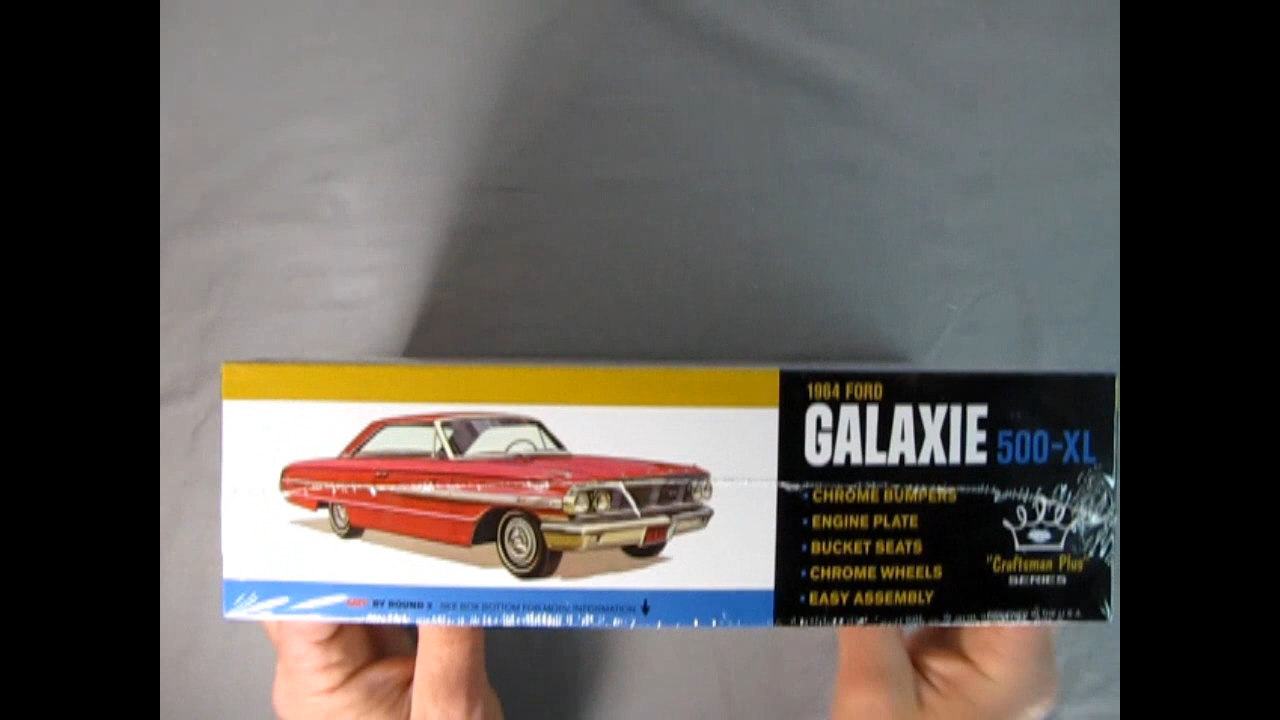 1964 FORD
GALAXIE 500-XL
• CHROME BUMPERS
• ENGINE PLATE
• BUCKET SEATS
• CHROME WHEELS
• EASY ASSEMBLY
"Craftsman Plus"
SERIES
AMT BY ROUND 2 SEE BOX BOTTOM FOR MORE INFORMATION